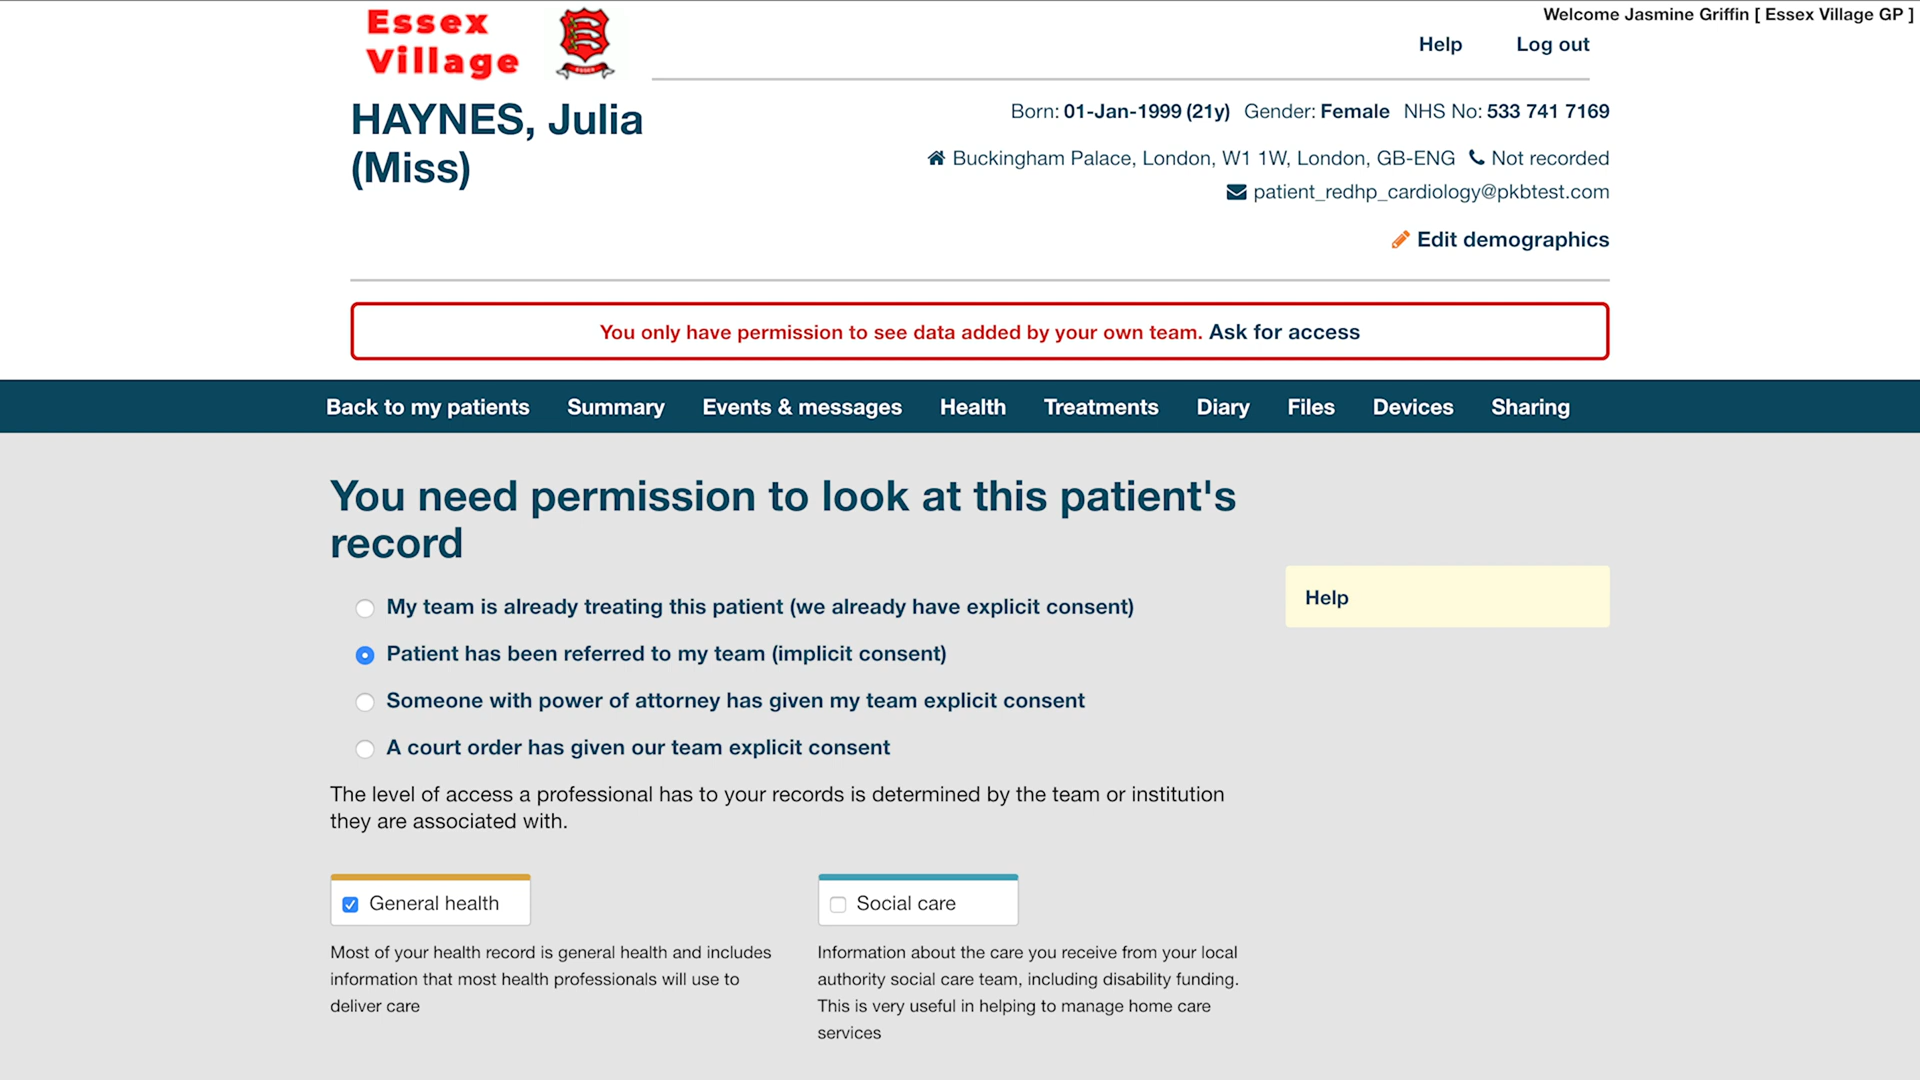 Welcome Jasmine Griffin [ Essex Village GP ]
Essex
Village
ESSEX
Help Log out
HAYNES, Julia
(Miss)
Born: 01-Jan-1999 (21y) Gender: Female NHS No: 533 741 7169
Buckingham Palace, London, W1 1W, London, GB-ENG Not recorded
patient_redhp_cardiology@pkbtest.com
Edit demographics
You only have permission to see data added by your own team. Ask for access
Back to my patients Summary Events & messages Health Treatments Diary Files Devices Sharing
You need permission to look at this patient's
record
My team is already treating this patient (we already have explicit consent)
Patient has been referred to my team (implicit consent)
Someone with power of attorney has given my team explicit consent
A court order has given our team explicit consent
Help
The level of access a professional has to your records is determined by the team or institution
they are associated with.
General health
Most of your health record is general health and includes
information that most health professionals will use to
deliver care
Social care
Information about the care you receive from your local
authority social care team, including disability funding.
This is very useful in helping to manage home care
services